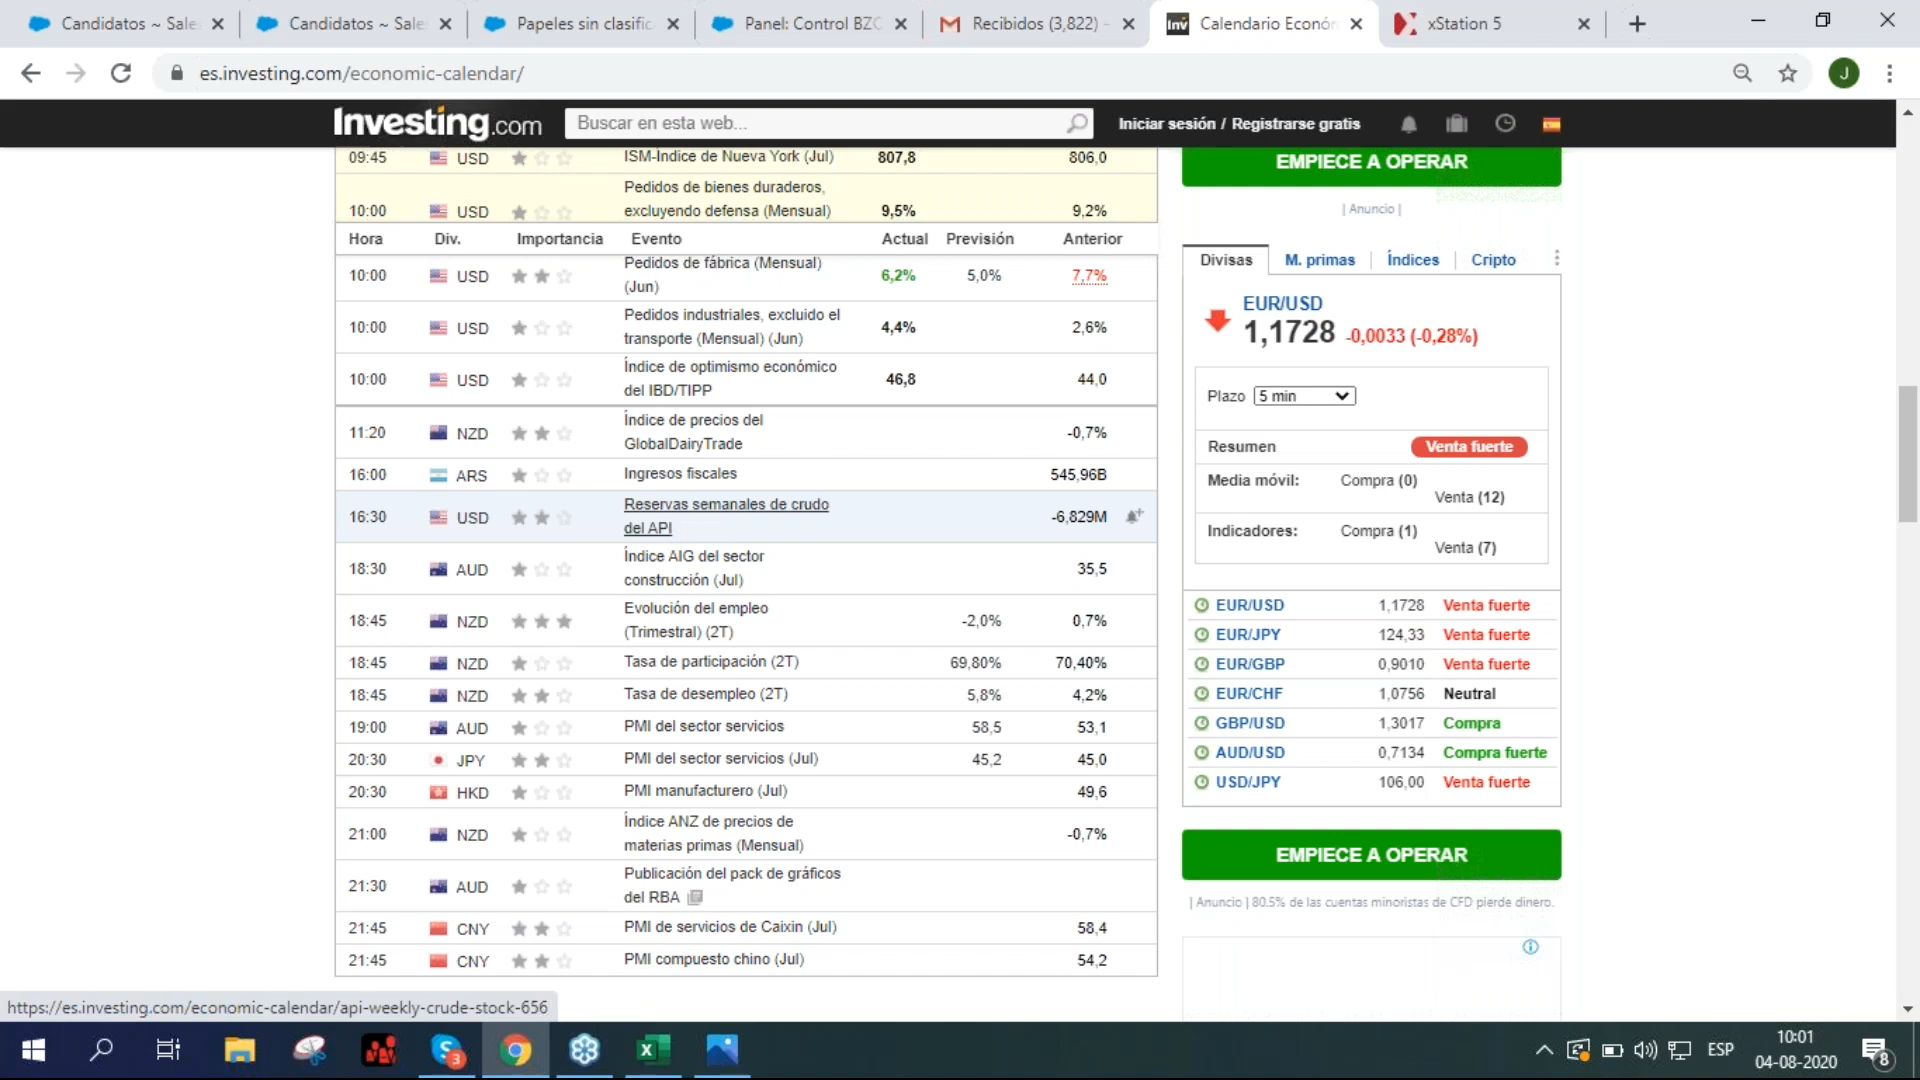 Candidatos ~ Sale
Candidatos ~ Sale
Papeles sin clasific
Panel: Control BZC
Recibidos (3,822) -
Inv Calendario Económ
xStation 5
es.investing.com/economic-calendar/
J
Investing.com
Buscar en esta web...
Iniciar sesión / Registrarse gratis
09:45 USD ISM-Indice de Nueva York (Jul) 807,8 806,0
Pedidos de bienes duraderos,
10:00 USD excluyendo defensa (Mensual) 9,5% 9,2%
Hora Div. Importancia Evento Actual Previsión Anterior
Pedidos de fábrica (Mensual)
10:00 USD 6,2% 5,0% 7,7%
(Jun)
Pedidos industriales, excluido el
10:00 USD 4,4% 2,6%
transporte (Mensual) (Jun)
Índice de optimismo económico
10:00 USD 46,8 44,0
del IBD/TIPP
Índice de precios del
11:20 NZD -0,7%
GlobalDairyTrade
16:00 ARS Ingresos fiscales 545,96B
Reservas semanales de crudo
16:30 USD -6,829M
del API
Índice AIG del sector
18:30 AUD 35,5
construcción (Jul)
Evolución del empleo
18:45 NZD -2,0% 0,7%
(Trimestral) (2T)
18:45 NZD Tasa de participación (2T) 69,80% 70,40%
18:45 NZD Tasa de desempleo (2T) 5,8% 4,2%
19:00 AUD PMI del sector servicios 58,5 53,1
20:30 JPY PMI del sector servicios (Jul) 45,2 45,0
20:30 HKD PMI manufacturero (Jul) 49,6
Índice ANZ de precios de
21:00 NZD -0,7%
materias primas (Mensual)
Publicación del pack de gráficos
21:30 AUD
del RBA
21:45 CNY PMI de servicios de Caixin (Jul) 58,4
21:45 CNY PMI compuesto chino (Jul) 54,2
EMPIECE A OPERAR
| Anuncio |
Divisas M. primas Índices Cripto
EUR/USD
1,1728 -0,0033 (-0,28%)
Plazo 5 min
Resumen Venta fuerte
Media móvil: Compra (0)
Venta (12)
Indicadores: Compra (1)
Venta (7)
EUR/USD 1,1728 Venta fuerte
EUR/JPY 124,33 Venta fuerte
EUR/GBP 0,9010 Venta fuerte
EUR/CHF 1,0756 Neutral
GBP/USD 1,3017 Compra
AUD/USD 0,7134 Compra fuerte
USD/JPY 106,00 Venta fuerte
EMPIECE A OPERAR
| Anuncio | 80.5% de las cuentas minoristas de CFD pierde dinero.
https://es.investing.com/economic-calendar/api-weekly-crude-stock-656
3
ESP
10:01
04-08-2020
8